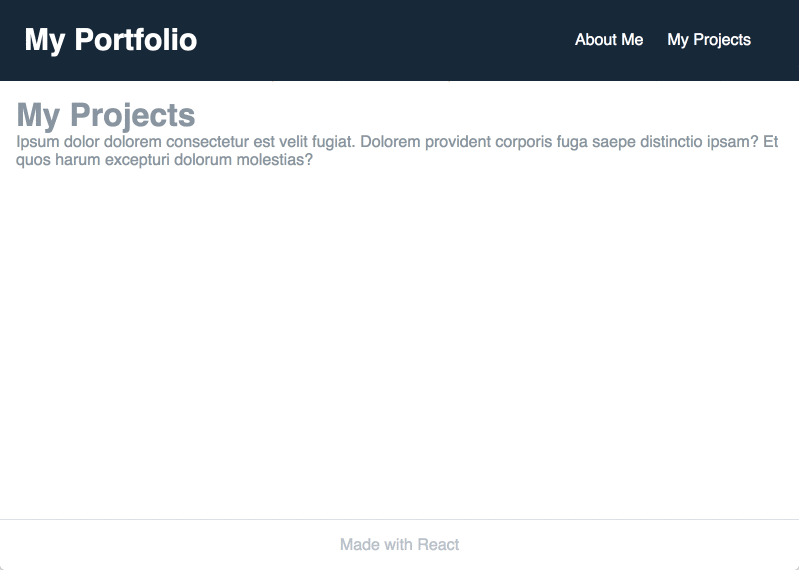 My Portfolio
About Me
My Projects
My Projects
Ipsum dolor dolorem consectetur est velit fugiat. Dolorem provident corporis fuga saepe distinctio ipsam? Et
quos harum excepturi dolorum molestias?
Made with React